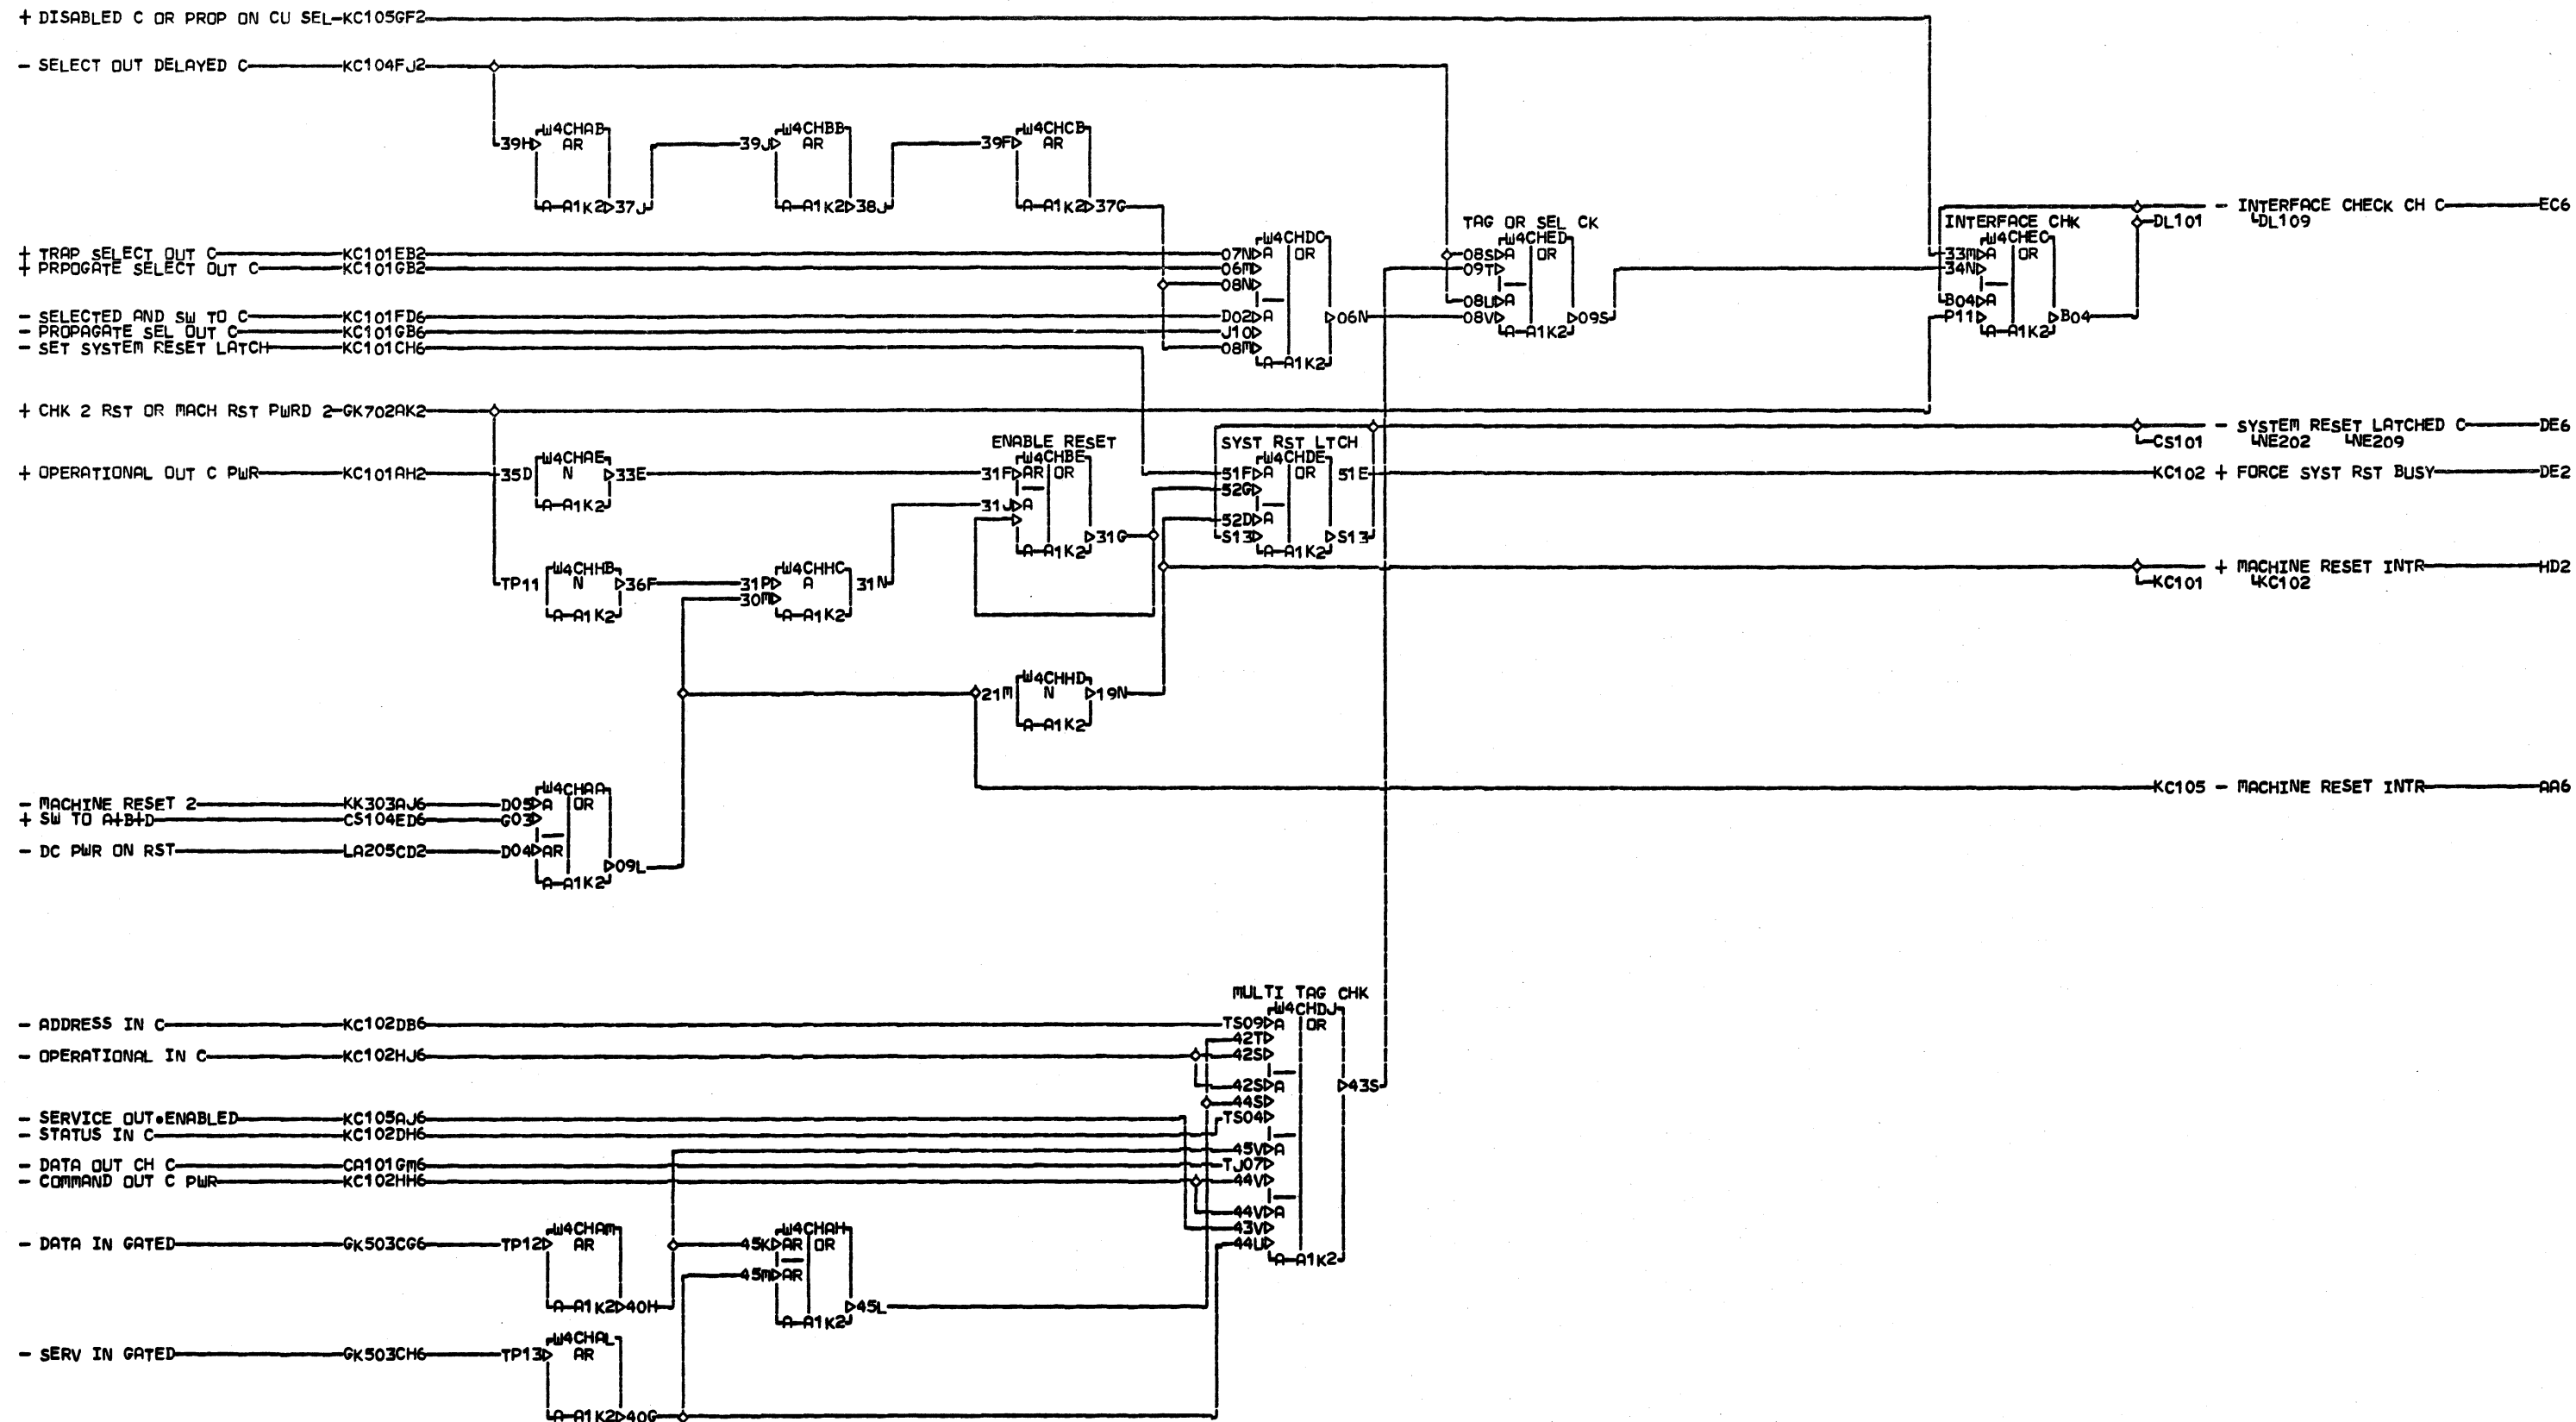 + DISABLED C OR PROP ON CU SEL KC105GF2
- SELECT OUT DELAYED C KC104FJ2
W4CHAB W4CHBB W4CHCB
39H AR 39J AR 39F AR
A-A1K2 37J A-A1K2 38J A-A1K2 37G
- INTERFACE CHECK CH C EC6
DL101 DL109
TAG OR SEL CK INTERFACE CHK
W4CHDC W4CHED W4CHEC
+ TRAP SELECT OUT C KC101EB2 07N A OR 08S A OR 33M A OR
+ PRPOGATE SELECT OUT C KC101GB2 06M 09T 34N
08N
08U A B04 A
- SELECTED AND SW TO C KC101FD6 D02 A 06N 08V 09S P11 B04
- PROPAGATE SEL OUT C KC101GB6 J10 A-A1K2 A-A1K2
- SET SYSTEM RESET LATCH KC101CH6 08M
A-A1K2
+ CHK 2 RST OR MACH RST PWRD 2 GK702AK2
- SYSTEM RESET LATCHED C DE6
ENABLE RESET SYST RST LTCH CS101 NE202 NE209
W4CHAE W4CHBE W4CHDE
+ OPERATIONAL OUT C PWR KC101AH2 35D N 33E 31F AR OR 51F A OR 51E KC102 + FORCE SYST RST BUSY DE2
52G
A-A1K2 31J A
52D A
31G S13 S13
A-A1K2 A-A1K2
W4CHHB W4CHHC + MACHINE RESET INTR HD2
TP11 N 36F 31P A 31N KC101 KC102
30M
A-A1K2 A-A1K2
W4CHHD
21M N 19N
A-A1K2
W4CHAA KC105 - MACHINE RESET INTR AA6
- MACHINE RESET 2 KK303AJ6 D05 A OR
+ SW TO A+B+D CS104ED6 G03
- DC PWR ON RST LA205CD2 D04 AR
09L
A-A1K2
MULTI TAG CHK
W4CHDJ
- ADDRESS IN C KC102DB6 TS09 A OR
42T
- OPERATIONAL IN C KC102HJ6 42S
42S A 43S
44S
- SERVICE OUT•ENABLED KC105AJ6 TS04
- STATUS IN C KC102DH6
45V A
- DATA OUT CH C CA101GM6 TJ07
- COMMAND OUT C PWR KC102HH6 44V
44V A
W4CHAM W4CHAH 43V
- DATA IN GATED GK503CG6 TP12 AR 45K AR OR 44U
A-A1K2
45M AR
A-A1K2 40H 45L
A-A1K2
W4CHAL
- SERV IN GATED GK503CH6 TP13 AR
A-A1K2 40G